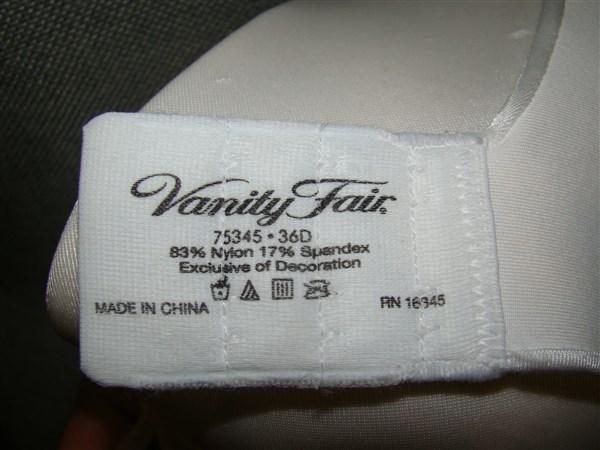 Vanity Fair.
75345 • 36D
83% Nylon 17% Spandex
Exclusive of Decoration
MADE IN CHINA
RN 16345